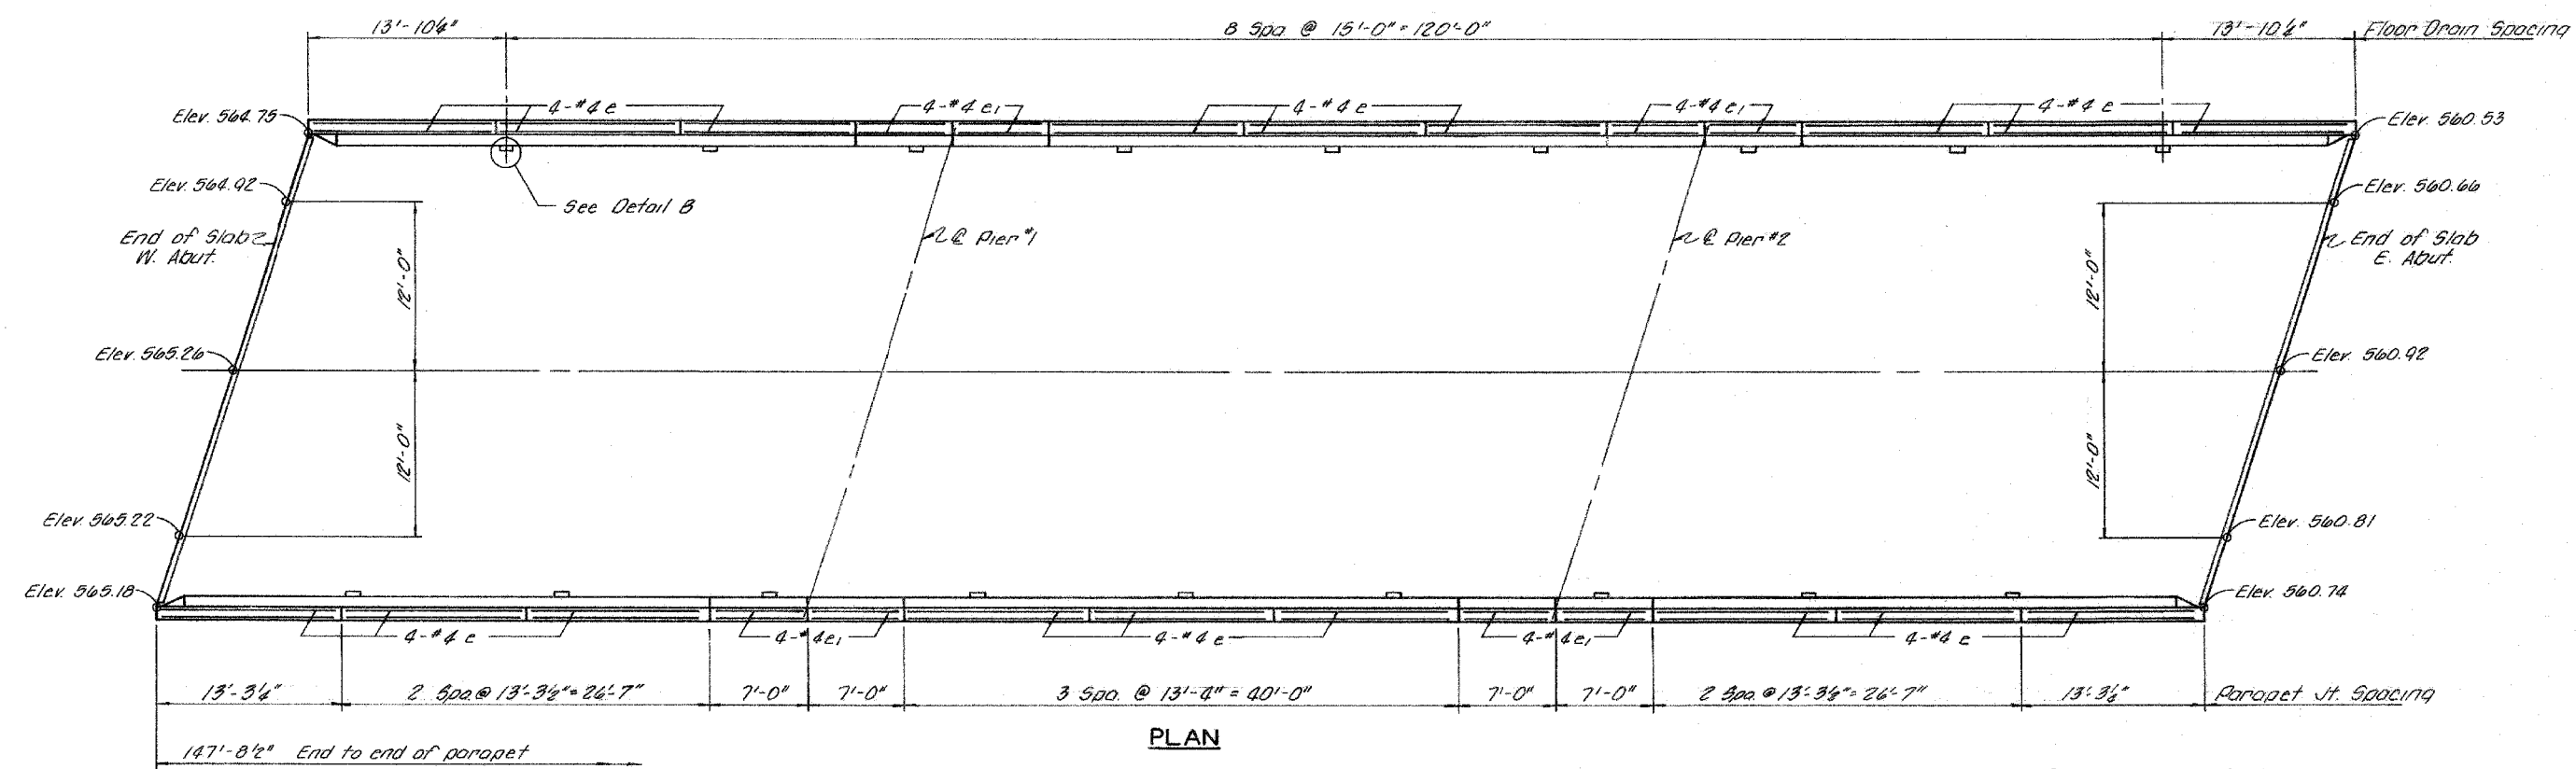 13'-10¼"
8 Spa. @ 15'-0" = 120'-0"
13'-10¼"
Floor Drain Spacing
4-#4 e
4-#4 e₁
4-#4 e
4-#4 e₁
4-#4 e
Elev. 564.75
Elev. 560.53
Elev. 564.92
See Detail B
Elev. 560.66
End of Slab
W. Abut.
℄ Pier #1
℄ Pier #2
End of Slab
E. Abut.
12'-0"
12'-0"
Elev. 565.26
Elev. 560.92
12'-0"
12'-0"
Elev. 565.22
Elev. 560.81
Elev. 565.18
Elev. 560.74
4-#4 e
4-#4 e₁
4-#4 e
4-#4 e₁
4-#4 e
13'-3¼"
2 Spa. @ 13'-3½" = 26'-7"
7'-0"
7'-0"
3 Spa. @ 13'-4" = 40'-0"
7'-0"
7'-0"
2 Spa. @ 13'-3½" = 26'-7"
13'-3¼"
Parapet Jt. Spacing
PLAN
147'-8½" End to end of parapet